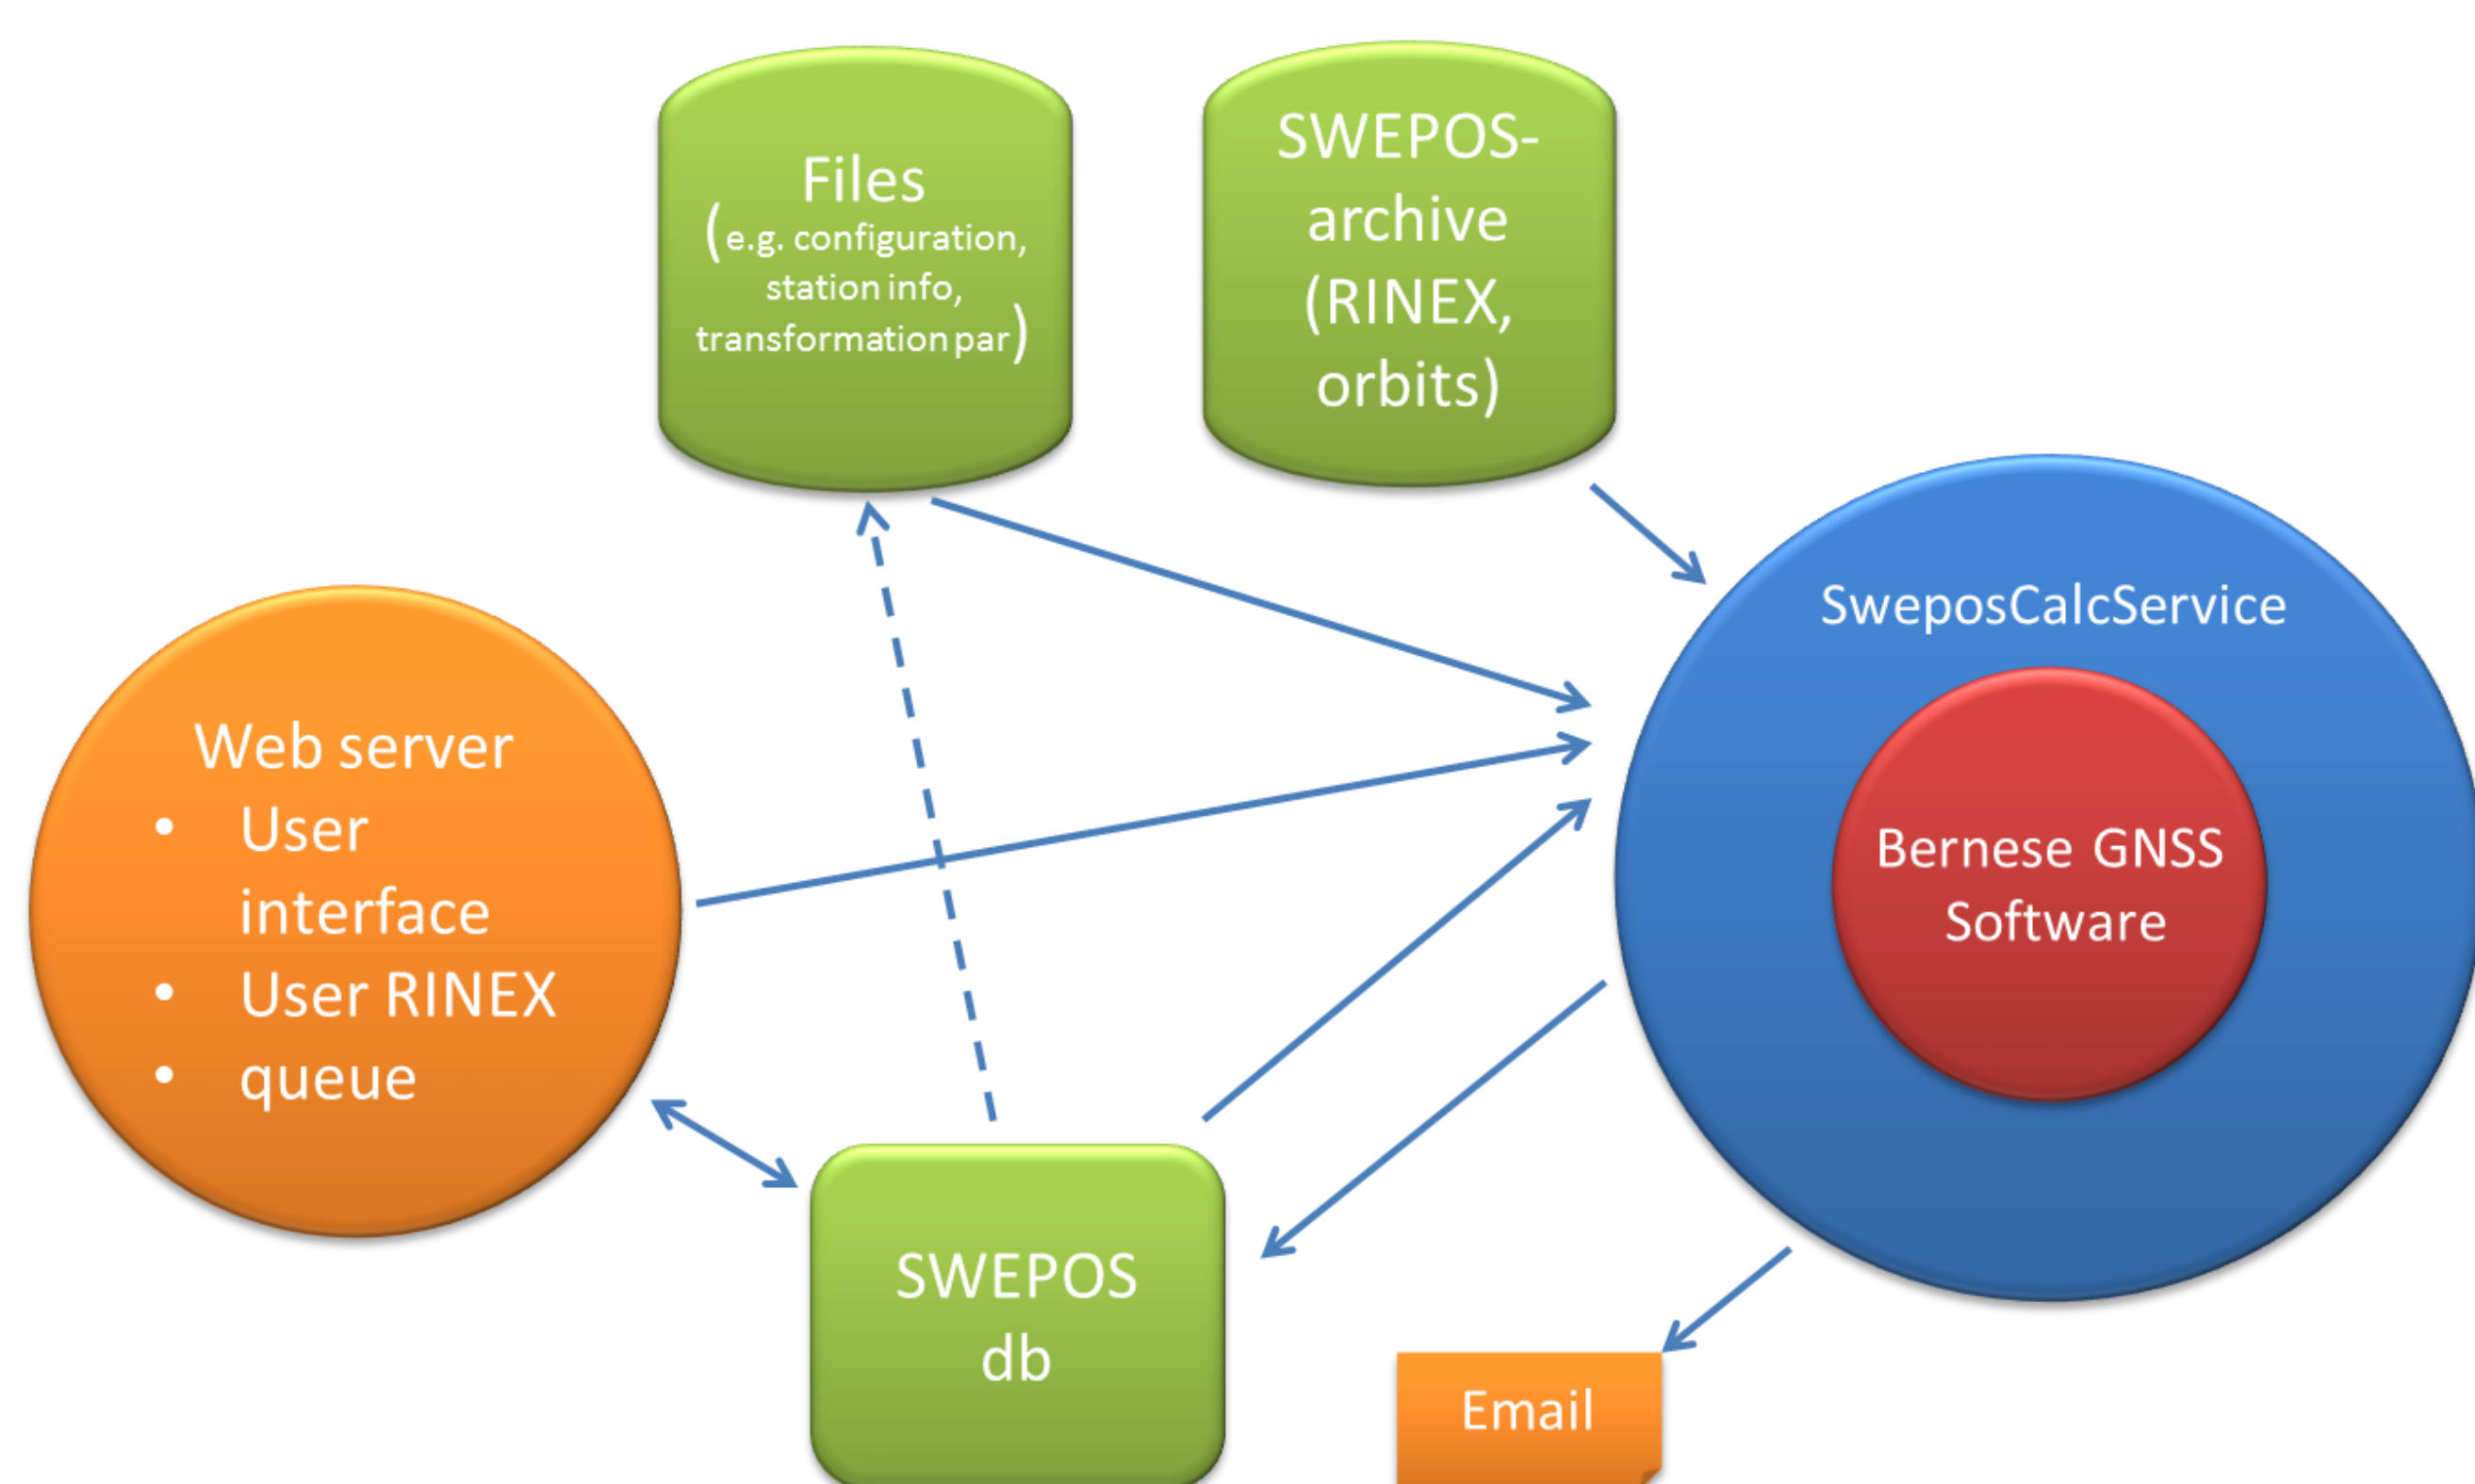 Files
(e.g. configuration,
station info,
transformation par)
SWEPOS-
archive
(RINEX,
orbits)
SweposCalcService
Bernese GNSS
Software
Web server
• User
interface
• User RINEX
• queue
SWEPOS
db
Email